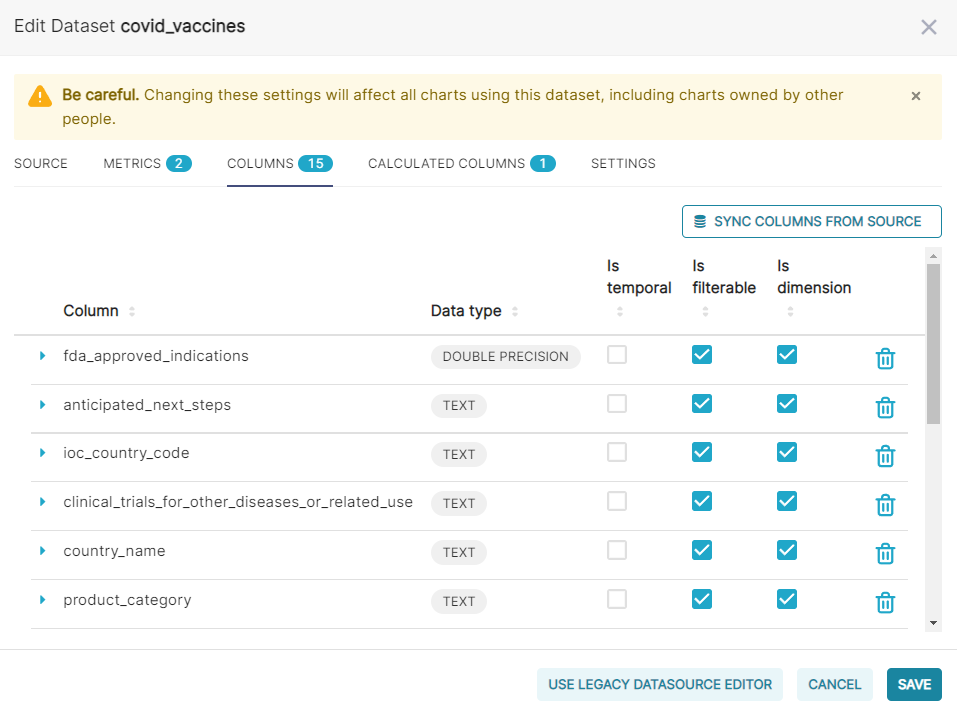 Edit Dataset covid_vaccines
Be careful. Changing these settings will affect all charts using this dataset, including charts owned by other
people.
SOURCE METRICS 2 COLUMNS 15 CALCULATED COLUMNS 1 SETTINGS
SYNC COLUMNS FROM SOURCE
Column Data type Is temporal Is filterable Is dimension
fda_approved_indications DOUBLE PRECISION
anticipated_next_steps TEXT
ioc_country_code TEXT
clinical_trials_for_other_diseases_or_related_use TEXT
country_name TEXT
product_category TEXT
USE LEGACY DATASOURCE EDITOR CANCEL SAVE